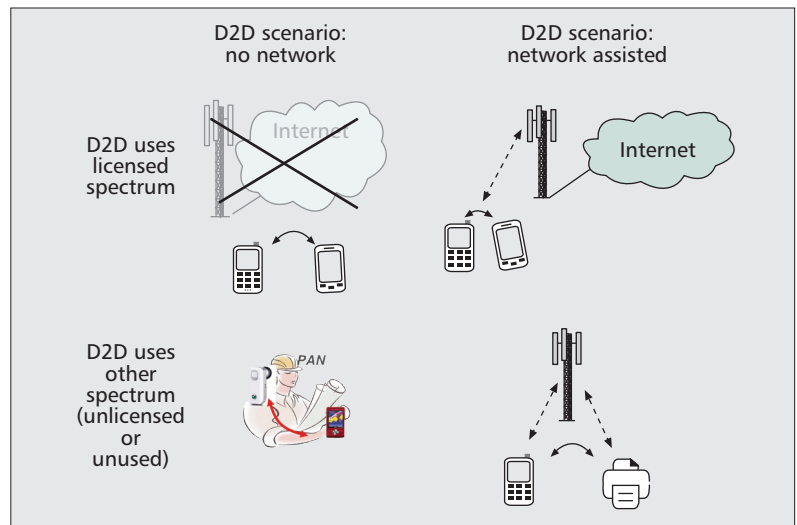 D2D scenario:
no network
D2D scenario:
network assisted
D2D uses
licensed
spectrum
Internet
Internet
D2D uses
other
spectrum
(unlicensed
or
unused)
PAN